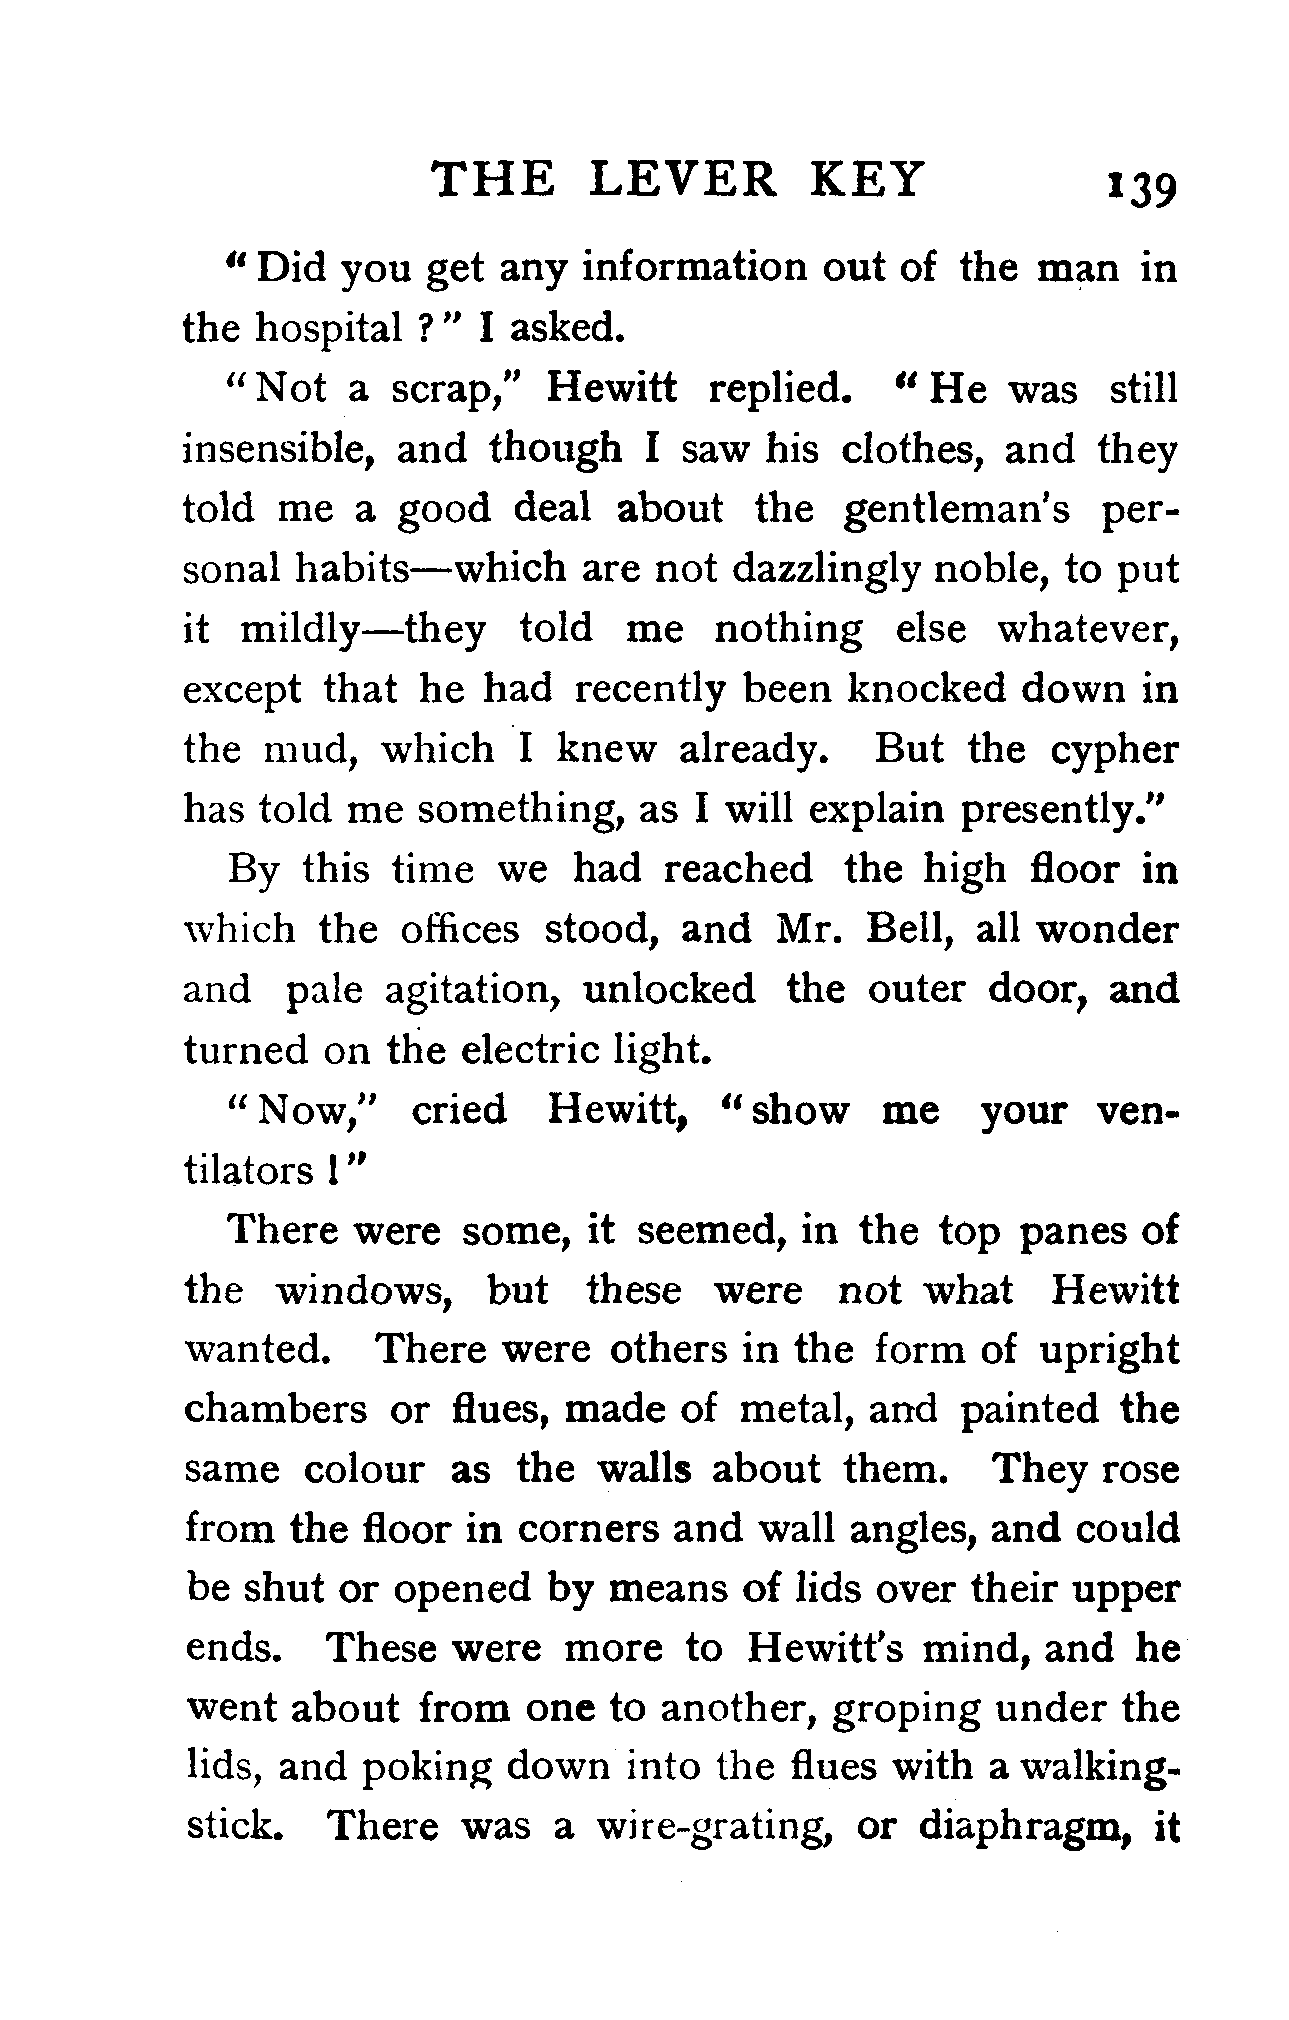 THE LEVER KEY 139
“Did you get any information out of the man in
the hospital ?” I asked.
“Not a scrap,” Hewitt replied. “He was still
insensible, and though I saw his clothes, and they
told me a good deal about the gentleman's per-
sonal habits—which are not dazzlingly noble, to put
it mildly—they told me nothing else whatever,
except that he had recently been knocked down in
the mud, which I knew already. But the cypher
has told me something, as I will explain presently.”
By this time we had reached the high floor in
which the offices stood, and Mr. Bell, all wonder
and pale agitation, unlocked the outer door, and
turned on the electric light.
“Now,” cried Hewitt, “show me your ven-
tilators !”
There were some, it seemed, in the top panes of
the windows, but these were not what Hewitt
wanted. There were others in the form of upright
chambers or flues, made of metal, and painted the
same colour as the walls about them. They rose
from the floor in corners and wall angles, and could
be shut or opened by means of lids over their upper
ends. These were more to Hewitt's mind, and he
went about from one to another, groping under the
lids, and poking down into the flues with a walking-
stick. There was a wire-grating, or diaphragm, it